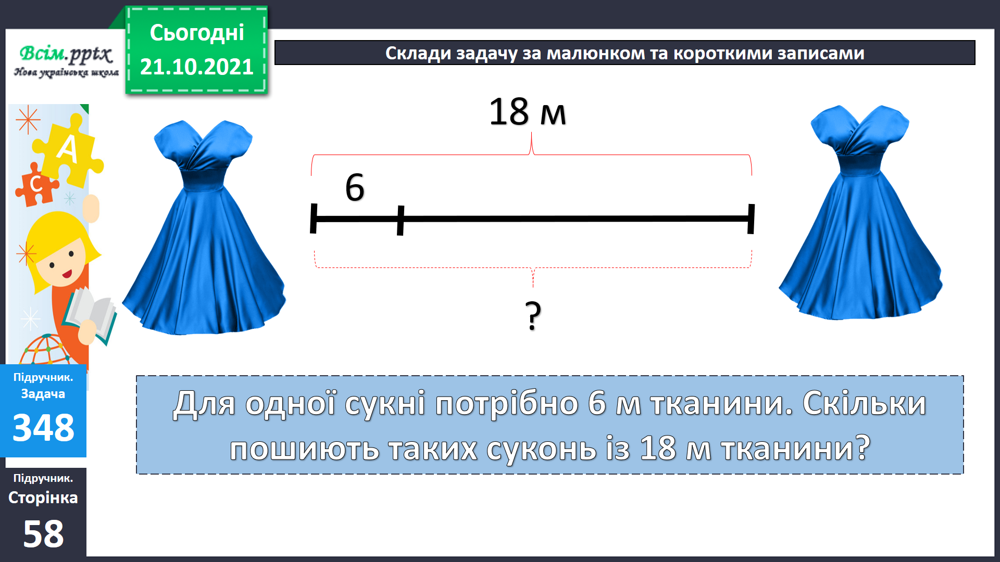 Всім.pptx
Нова українська школа
Сьогодні
21.10.2021
Склади задачу за малюнком та короткими записами
18 м
6
?
А
С
Для одної сукні потрібно 6 м тканини. Скільки
пошиють таких суконь із 18 м тканини?
Підручник.
Задача
348
Підручник.
Сторінка
58